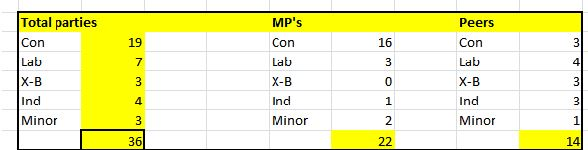 Total parties MP's Peers
Con 19 Con 16 Con 3
Lab 7 Lab 3 Lab 4
X-B 3 X-B 0 X-B 3
Ind 4 Ind 1 Ind 3
Minor 3 Minor 2 Minor 1
36 22 14